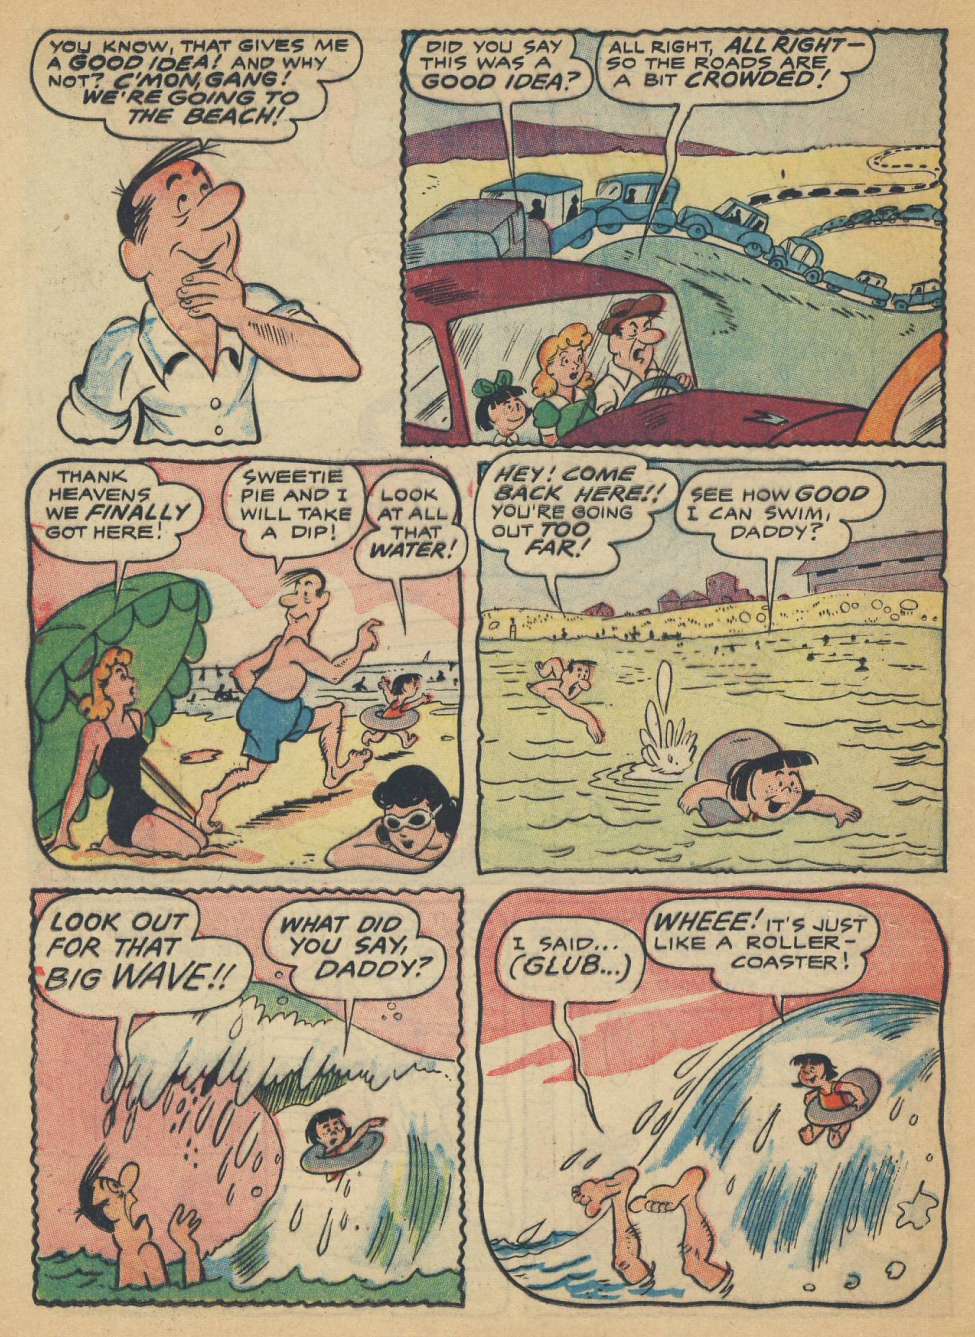 YOU KNOW, THAT GIVES ME
A GOOD IDEA! AND WHY
NOT? C'MON, GANG!
WE'RE GOING TO
THE BEACH!
DID YOU SAY
THIS WAS A
GOOD IDEA?
ALL RIGHT, ALL RIGHT—
SO THE ROADS ARE
A BIT CROWDED!
THANK
HEAVENS
WE FINALLY
GOT HERE!
SWEETIE
PIE AND I
WILL TAKE
A DIP!
LOOK
AT ALL
THAT
WATER!
HEY! COME
BACK HERE!!
YOU'RE GOING
OUT TOO
FAR!
SEE HOW GOOD
I CAN SWIM,
DADDY?
LOOK OUT
FOR THAT
BIG WAVE!!
WHAT DID
YOU SAY,
DADDY?
I SAID...
(GLUB...)
WHEEE! IT'S JUST
LIKE A ROLLER-
COASTER!